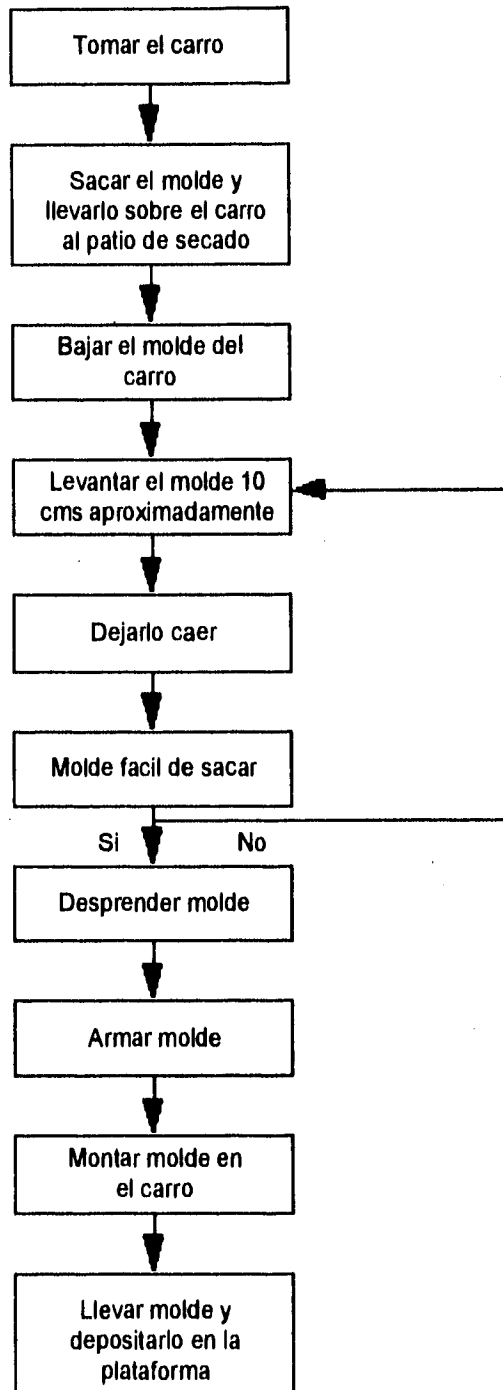 Tomar el carro
Sacar el molde y
llevarlo sobre el carro
al patio de secado
Bajar el molde del
carro
Levantar el molde 10
cms aproximadamente
Dejarlo caer
Molde facil de sacar
Si No
Desprender molde
Armar molde
Montar molde en
el carro
Llevar molde y
depositarlo en la
plataforma